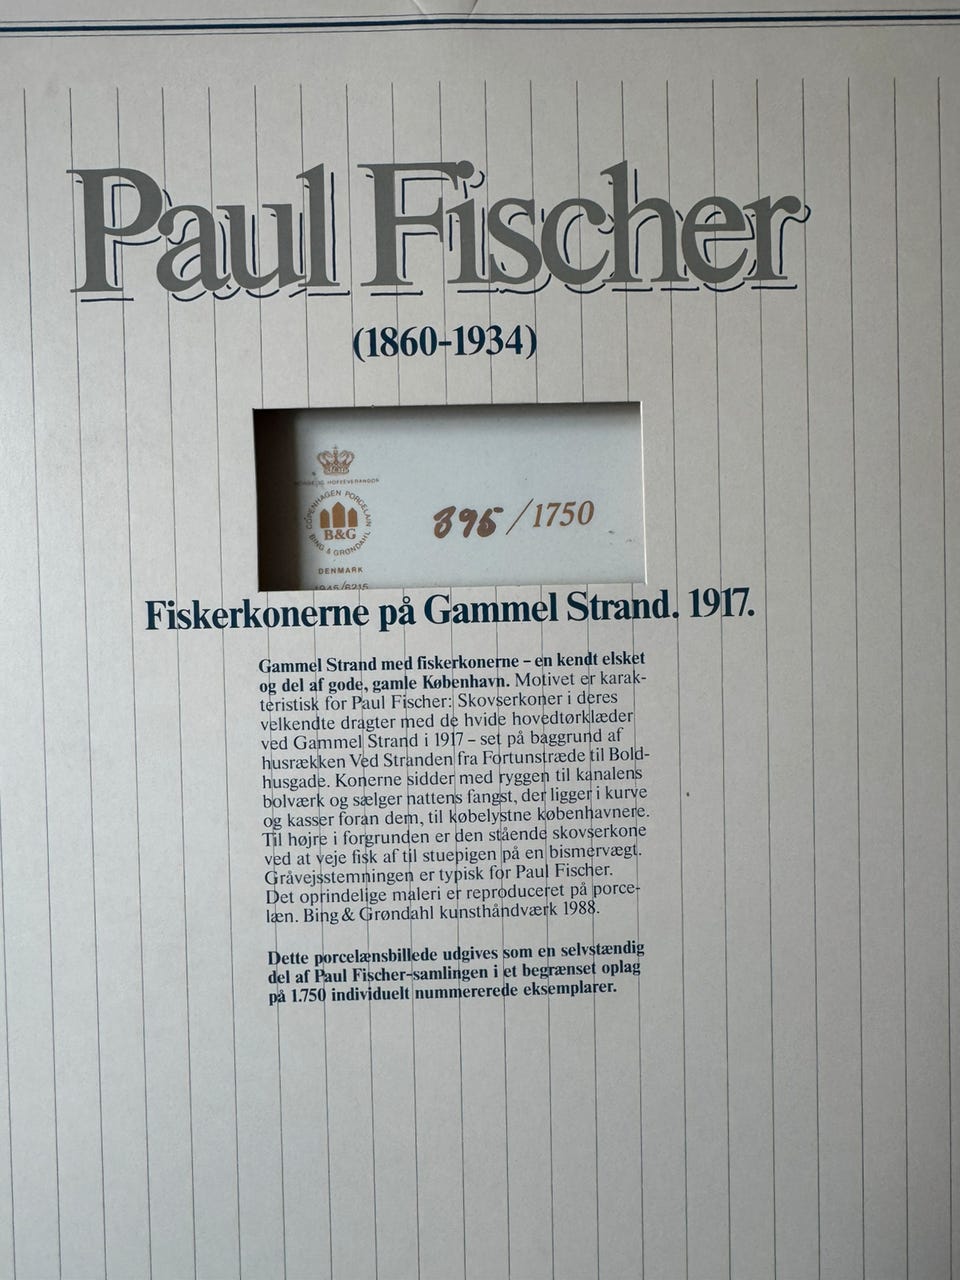 Paul Fischer
(1860-1934)
COPENHAGEN PORCELAIN
B&G
BING & GRØNDAHL
DENMARK
395/1750
Fiskerkonerne på Gammel Strand. 1917.
Gammel Strand med fiskerkonerne – en kendt elsket
og del af gode, gamle København. Motivet er karak-
teristisk for Paul Fischer: Skovserkoner i deres
velkendte dragter med de hvide hovedtørklæder
ved Gammel Strand i 1917 – set på baggrund af
husrækken Ved Stranden fra Fortunstræde til Bold-
husgade. Konerne sidder med ryggen til kanalens
bolværk og sælger nattens fangst, der ligger i kurve
og kasser foran dem, til købelystne københavnere.
Til højre i forgrunden er den stående skovserkone
ved at veje fisk af til stuepigen på en bismervægt.
Gråvejsstemningen er typisk for Paul Fischer.
Det oprindelige maleri er reproduceret på porce-
læn. Bing & Grøndahl kunsthåndværk 1988.
Dette porcelænsbillede udgives som en selvstændig
del af Paul Fischer-samlingen i et begrænset oplag
på 1.750 individuelt nummererede eksemplarer.